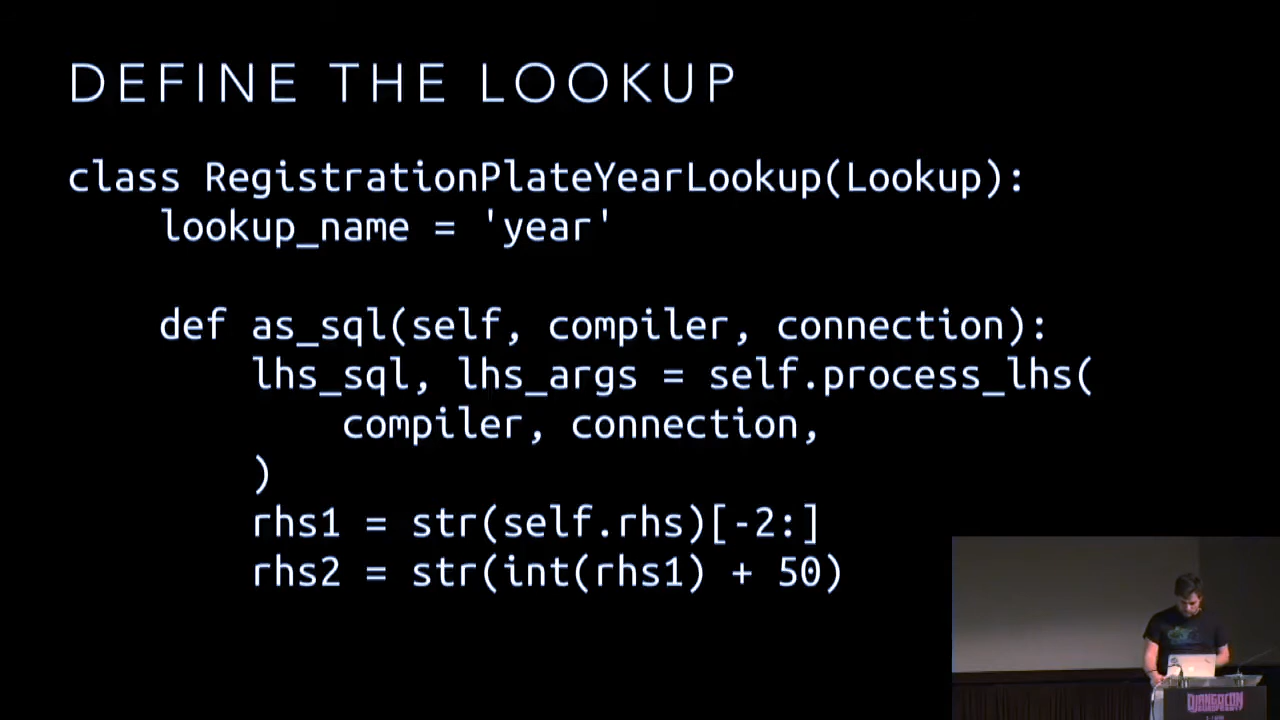 DEFINE THE LOOKUP
class RegistrationPlateYearLookup(Lookup):
    lookup_name = 'year'
    def as_sql(self, compiler, connection):
        lhs_sql, lhs_args = self.process_lhs(
            compiler, connection,
        )
        rhs1 = str(self.rhs)[-2:]
        rhs2 = str(int(rhs1) + 50)
DJANGOCON